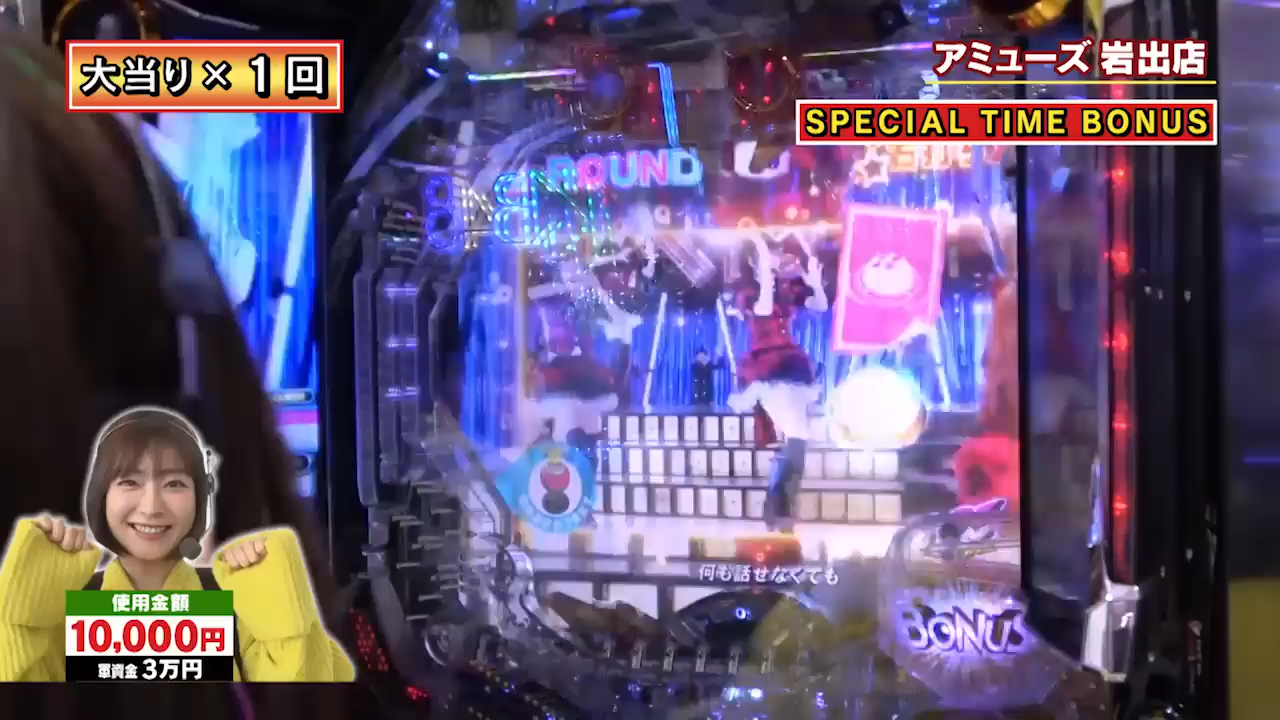 大当り×1回
アミューズ 岩出店
SPECIAL TIME BONUS
ROUND
何も話せなくても
BONUS
使用金額
10,000円
軍資金 3万円